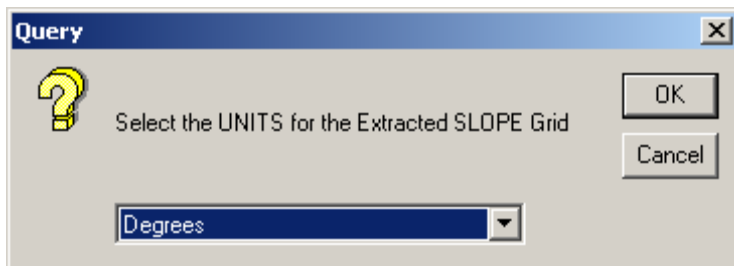 Query
OK
Select the UNITS for the Extracted SLOPE Grid
Cancel
Degrees